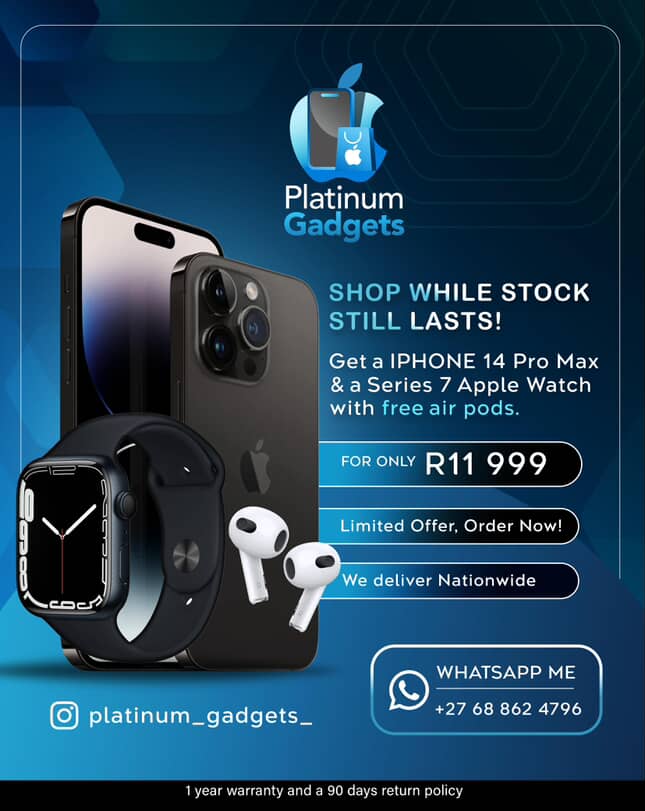 Platinum
Gadgets
SHOP WHILE STOCK
STILL LASTS!
Get a IPHONE 14 Pro Max
& a Series 7 Apple Watch
with free air pods.
FOR ONLY R11 999
Limited Offer, Order Now!
We deliver Nationwide
WHATSAPP ME
+27 68 862 4796
platinum_gadgets_
1 year warranty and a 90 days return policy